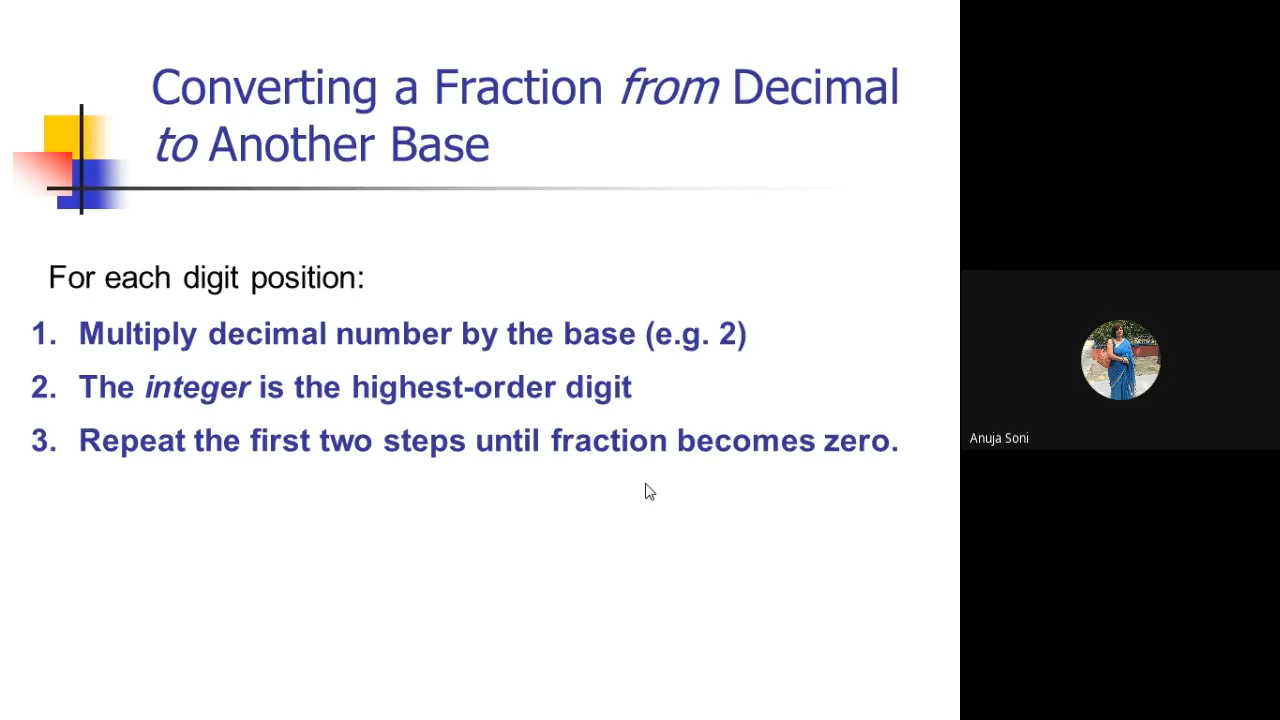 Converting a Fraction from Decimal
to Another Base
For each digit position:
1. Multiply decimal number by the base (e.g. 2)
2. The integer is the highest-order digit
3. Repeat the first two steps until fraction becomes zero.
Anuja Soni